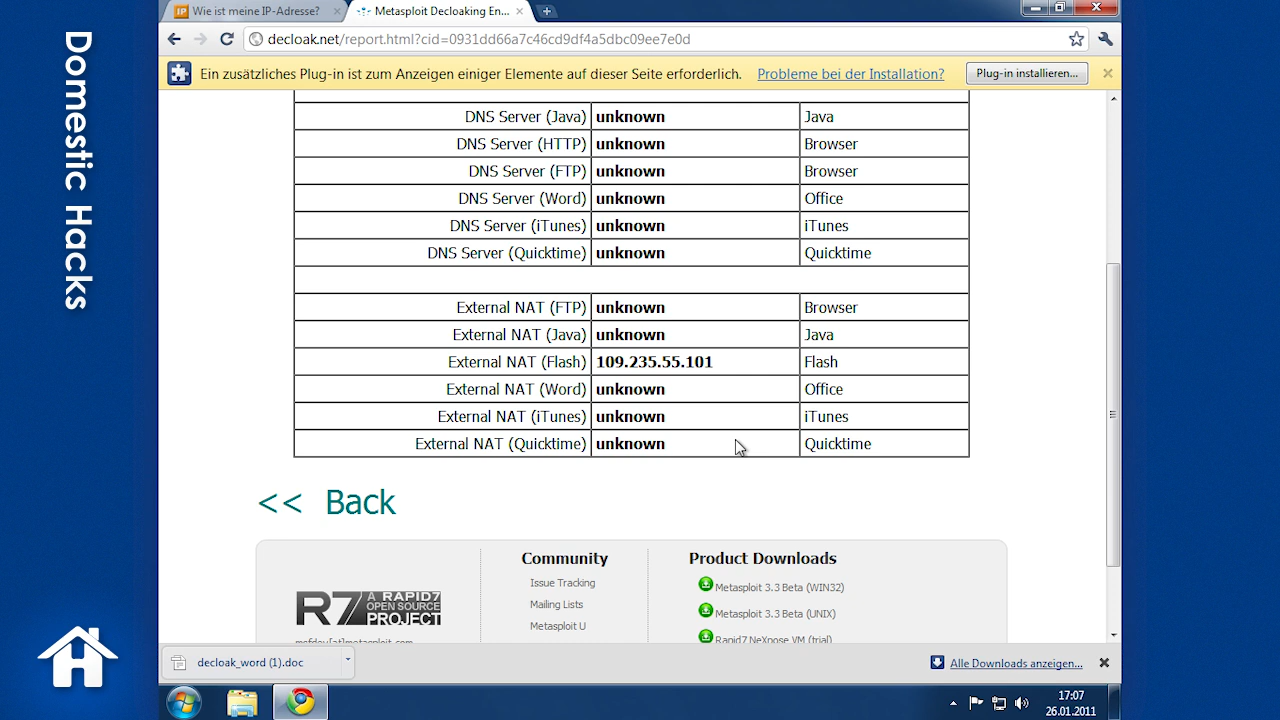 Domestic Hacks
Wie ist meine IP-Adresse?
Metasploit Decloaking En...
decloak.net/report.html?cid=0931dd66a7c46cd9df4a5dbc09ee7e0d
Ein zusätzliches Plug-in ist zum Anzeigen einiger Elemente auf dieser Seite erforderlich. Probleme bei der Installation? Plug-in installieren...
DNS Server (Java) unknown Java
DNS Server (HTTP) unknown Browser
DNS Server (FTP) unknown Browser
DNS Server (Word) unknown Office
DNS Server (iTunes) unknown iTunes
DNS Server (Quicktime) unknown Quicktime
External NAT (FTP) unknown Browser
External NAT (Java) unknown Java
External NAT (Flash) 109.235.55.101 Flash
External NAT (Word) unknown Office
External NAT (iTunes) unknown iTunes
External NAT (Quicktime) unknown Quicktime
<< Back
R7 A RAPID7 OPEN SOURCE PROJECT
msfdev[at]metasploit.com
Community
Issue Tracking
Mailing Lists
Metasploit U
Product Downloads
Metasploit 3.3 Beta (WIN32)
Metasploit 3.3 Beta (UNIX)
Rapid7 NeXpose VM (trial)
decloak_word (1).doc
Alle Downloads anzeigen...
17:07
26.01.2011